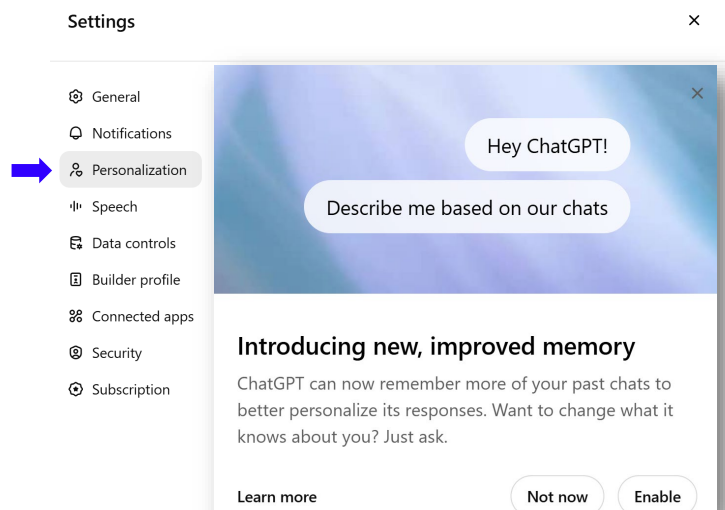 Settings
General
Notifications
Personalization
Speech
Data controls
Builder profile
Connected apps
Security
Subscription
Hey ChatGPT!
Describe me based on our chats
Introducing new, improved memory
ChatGPT can now remember more of your past chats to
better personalize its responses. Want to change what it
knows about you? Just ask.
Learn more
Not now
Enable